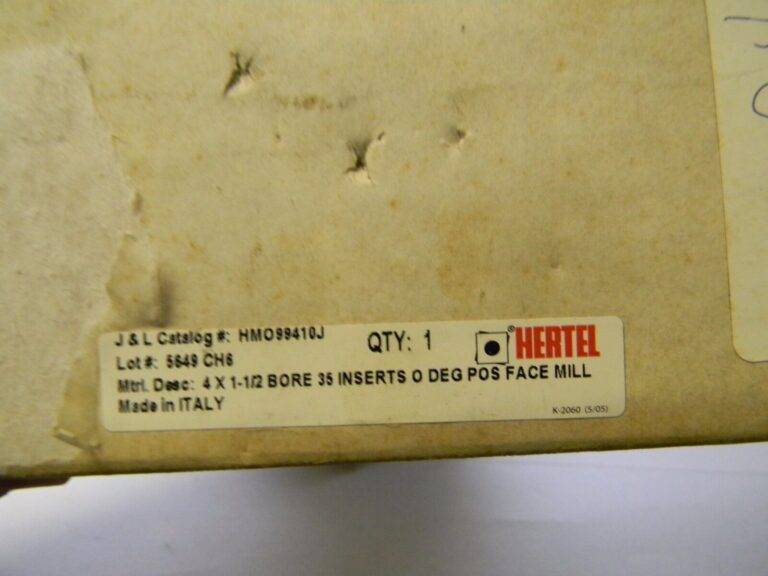 J & L Catalog #: HMO99410J QTY: 1 ® HERTEL
Lot #: 5649 CH6
Mtrl. Desc: 4 X 1-1/2 BORE 35 INSERTS O DEG POS FACE MILL
Made in ITALY
K-2060 (5/05)